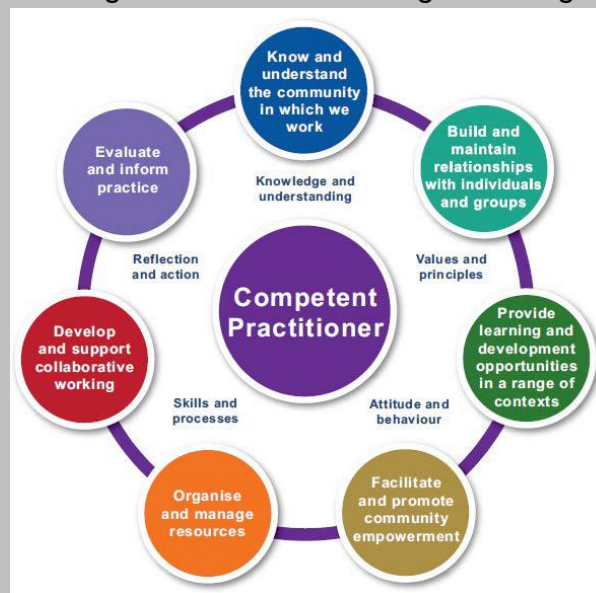 Know and
understand
the community
in which we
work
Build and
maintain
relationships
with individuals
and groups
Provide
learning and
development
opportunities
in a range of
contexts
Facilitate
and promote
community
empowerment
Organise
and manage
resources
Develop
and support
collaborative
working
Evaluate
and inform
practice
Knowledge and
understanding
Values and
principles
Attitude and
behaviour
Skills and
processes
Reflection
and action
Competent
Practitioner